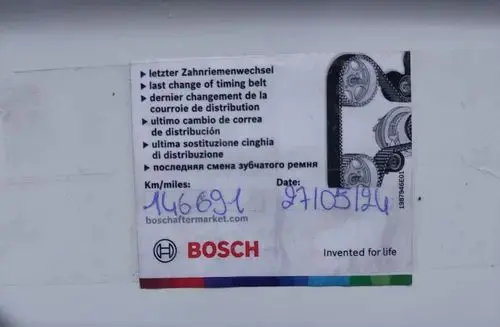 ▸ letzter Zahnriemenwechsel
▸ last change of timing belt
▸ dernier changement de la
courroie de distribution
▸ ultimo cambio de correa
de distribución
▸ ultima sostituzione cinghia
di distribuzione
▸ последняя смена зубчатого ремня
Km/miles: Date:
146691 27/05/24
boschaftermarket.com
BOSCH
Invented for life
1987946E01